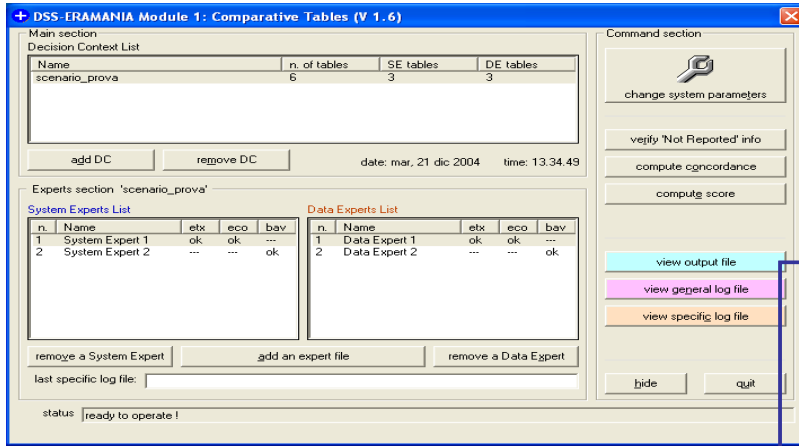 DSS-ERAMANIA Module 1: Comparative Tables (V 1.6)
Main section
Decision Context List
Name n. of tables SE tables DE tables
scenario_prova 6 3 3
add DC remove DC date: mar, 21 dic 2004 time: 13.34.49
Experts section 'scenario_prova'
System Experts List
n. Name etx eco bav
1 System Expert 1 ok ok ---
2 System Expert 2 --- --- ok
Data Experts List
n. Name etx eco bav
1 Data Expert 1 ok ok ---
2 Data Expert 2 --- --- ok
remove a System Expert add an expert file remove a Data Expert
last specific log file:
Command section
change system parameters
verify 'Not Reported' info
compute concordance
compute score
view output file
view general log file
view specific log file
hide quit
status ready to operate !